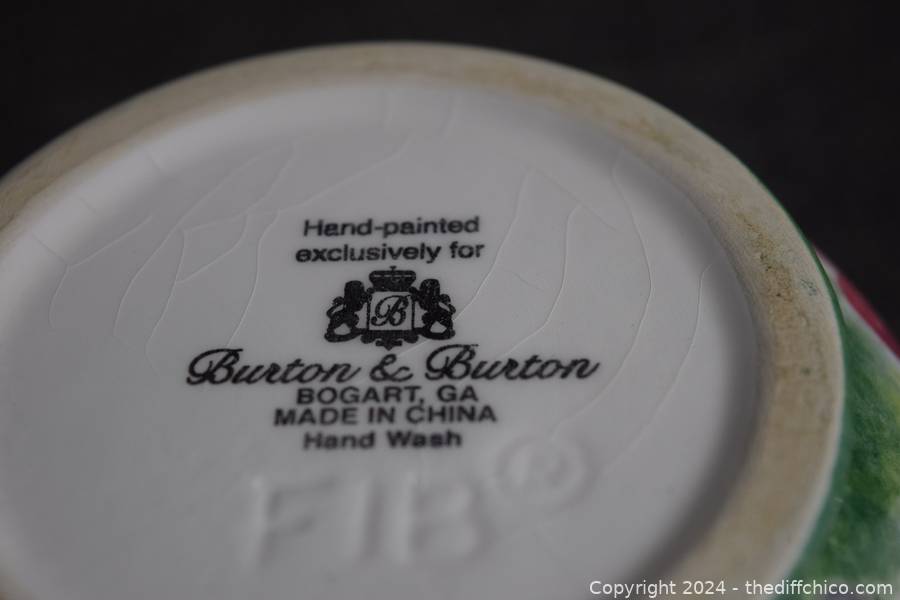 Hand-painted
exclusively for
B
Burton & Burton
BOGART, GA
MADE IN CHINA
Hand Wash
FIB
Copyright 2024 - thediffchico.com